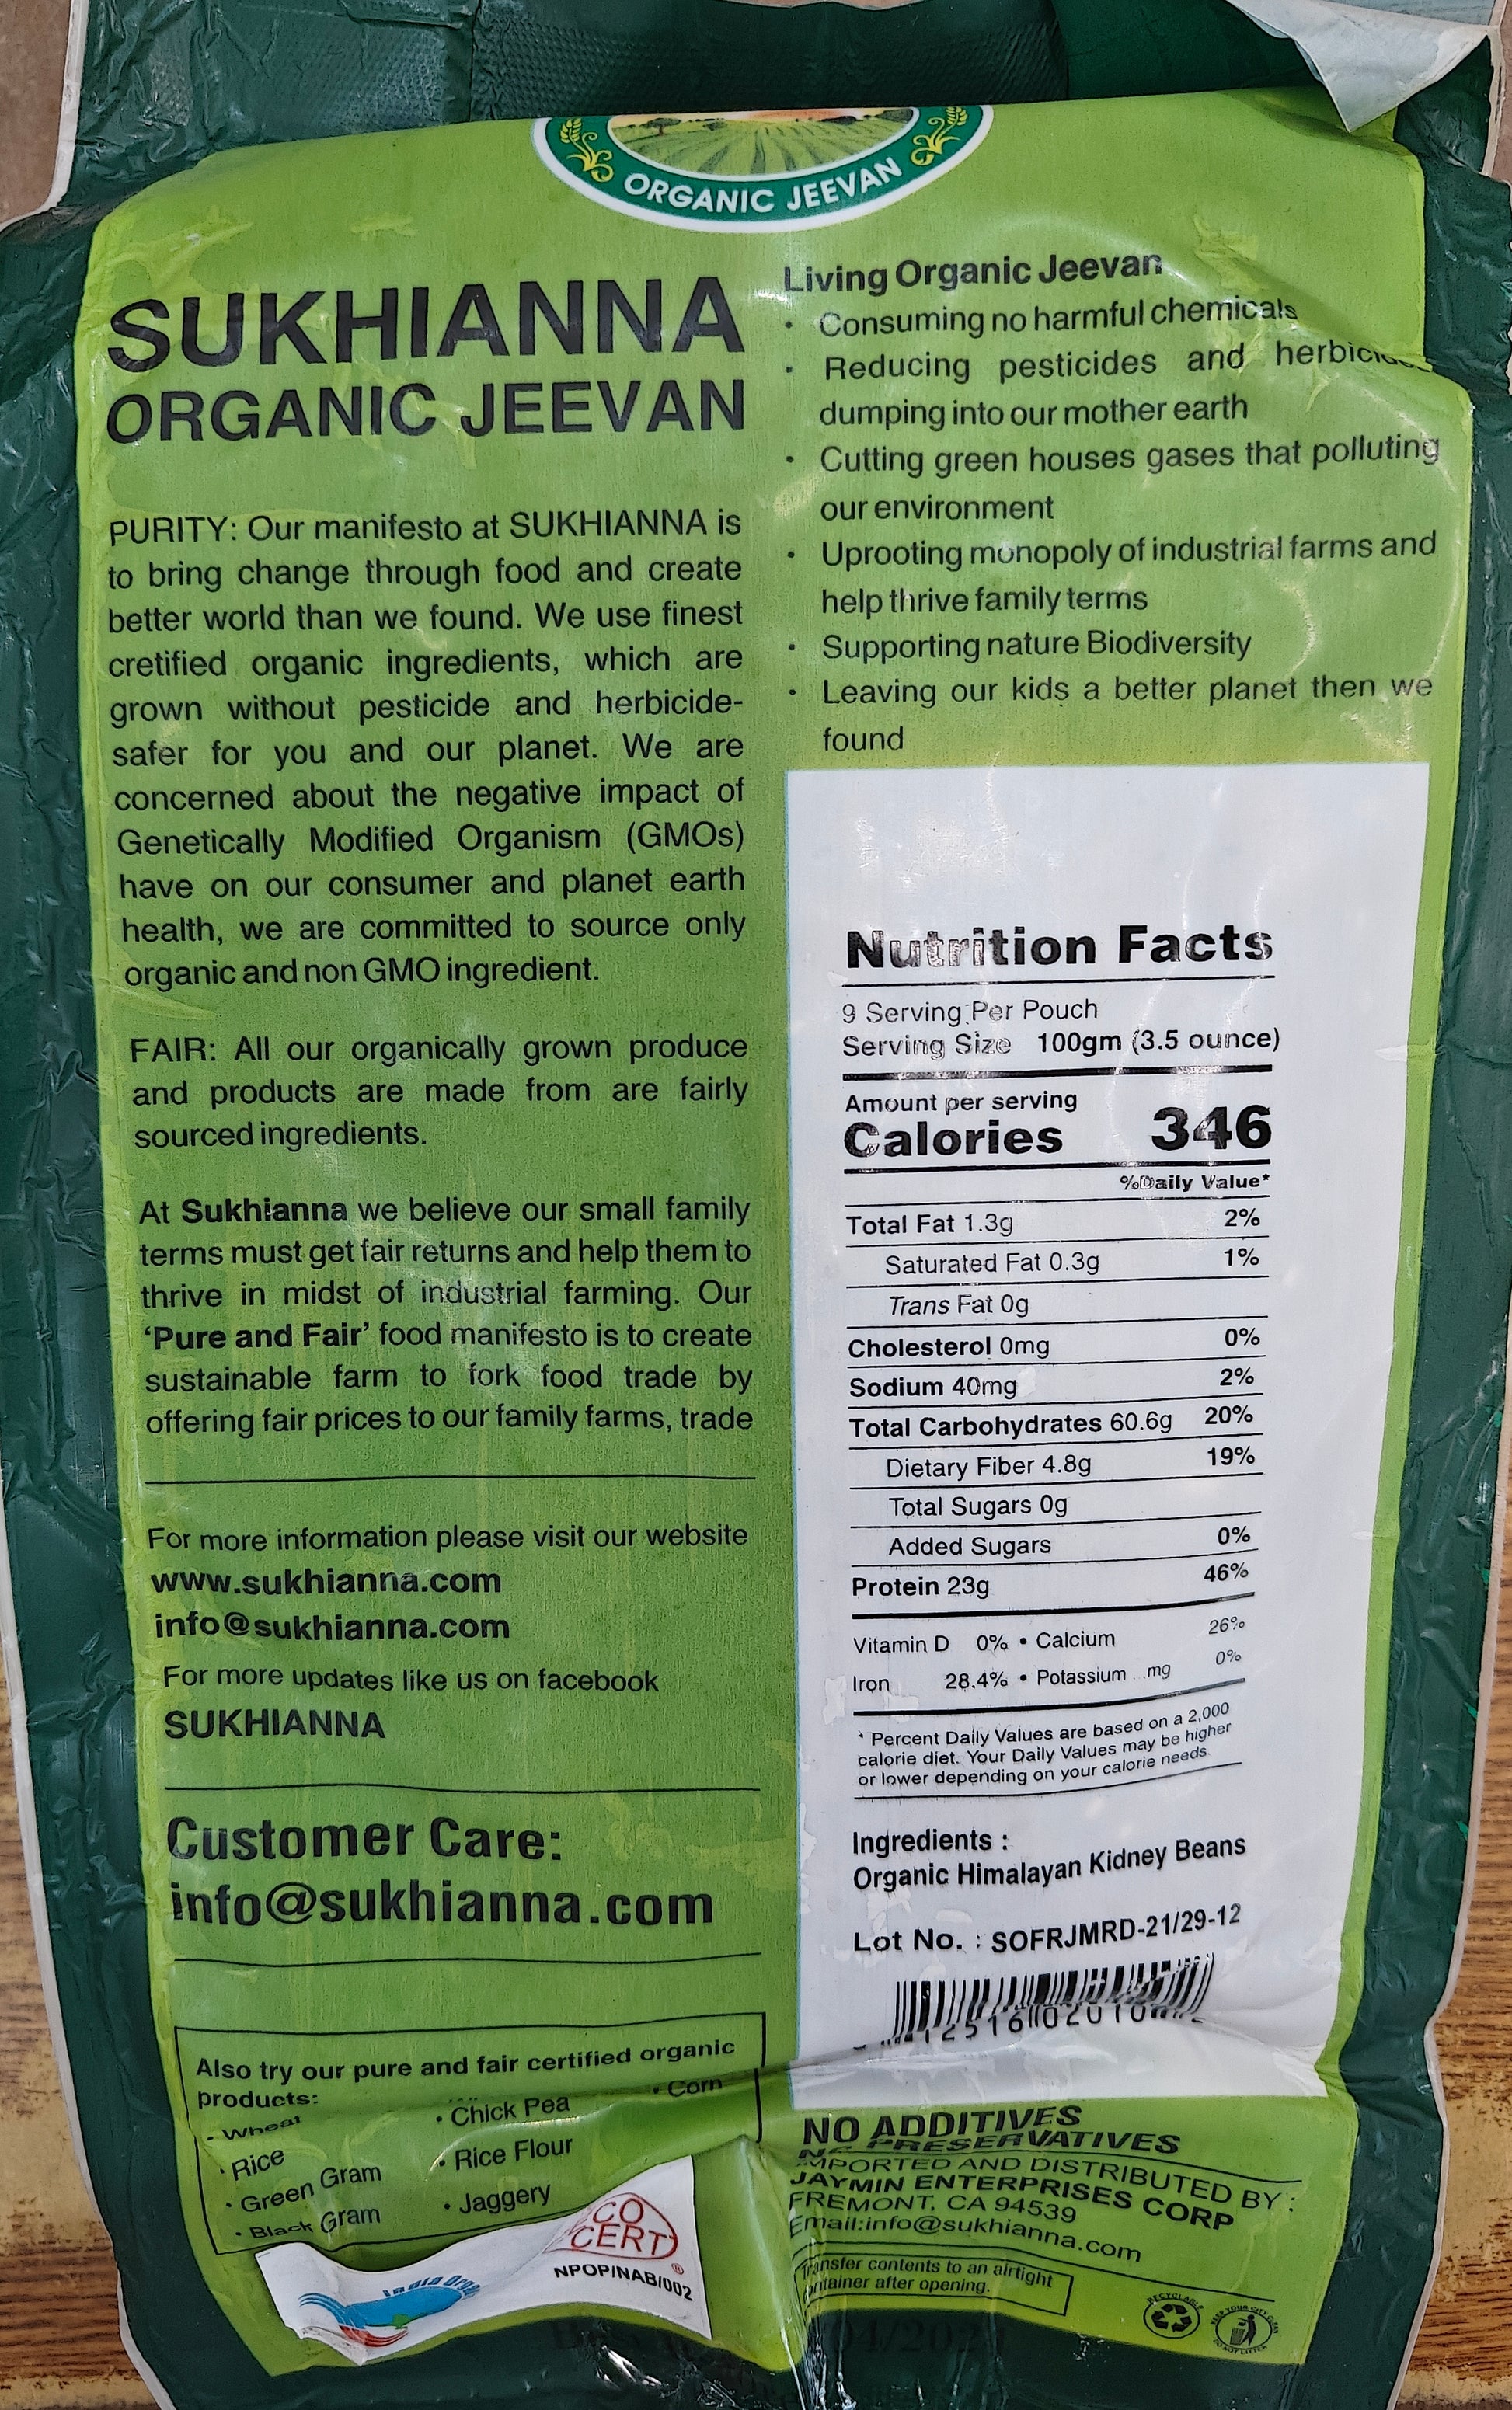 ORGANIC JEEVAN
SUKHIANNA
ORGANIC JEEVAN
PURITY: Our manifesto at SUKHIANNA is
to bring change through food and create
better world than we found. We use finest
cretified organic ingredients, which are
grown without pesticide and herbicide-
safer for you and our planet. We are
concerned about the negative impact of
Genetically Modified Organism (GMOs)
have on our consumer and planet earth
health, we are committed to source only
organic and non GMO ingredient.
FAIR: All our organically grown produce
and products are made from are fairly
sourced ingredients.
At Sukhianna we believe our small family
terms must get fair returns and help them to
thrive in midst of industrial farming. Our
‘Pure and Fair’ food manifesto is to create
sustainable farm to fork food trade by
offering fair prices to our family farms, trade
For more information please visit our website
www.sukhianna.com
info@sukhianna.com
For more updates like us on facebook
SUKHIANNA
Customer Care:
info@sukhianna.com
Also try our pure and fair certified organic
products:
• Wheat
• Rice
• Green Gram
• Black Gram
• Chick Pea
• Rice Flour
• Jaggery
• Corn
India
CO
CERT
®
NPOP/NAB/002
Living Organic Jeevan
• Consuming no harmful chemicals
• Reducing pesticides and
dumping into our mother earth
• Cutting green houses gases that polluting
our environment
• Uprooting monopoly of industrial farms and
help thrive family terms
• Supporting nature Biodiversity
• Leaving our kids a better planet then we
found
Nutrition Facts
9 Serving Per Pouch
Serving Size 100gm (3.5 ounce)
Amount per serving
Calories 346
%Daily Value*
Total Fat 1.3g 2%
Saturated Fat 0.3g 1%
Trans Fat 0g
Cholesterol 0mg 0%
Sodium 40mg 2%
Total Carbohydrates 60.6g 20%
Dietary Fiber 4.8g 19%
Total Sugars 0g
Added Sugars 0%
Protein 23g 46%
Vitamin D 0% • Calcium 26%
Iron 28.4% • Potassium mg 0%
* Percent Daily Values are based on a 2,000
calorie diet. Your Daily Values may be higher
or lower depending on your calorie needs.
Ingredients :
Organic Himalayan Kidney Beans
Lot No. : SOFRJMRD-21/29-12
NO ADDITIVES
NO PRESERVATIVES
IMPORTED AND DISTRIBUTED BY :
JAYMIN ENTERPRISES CORP
FREMONT, CA 94539
Email:info@sukhianna.com
Transfer contents to an airtight
container after opening.
RECYCLABLE
KEEP YOUR CITY CLEAN